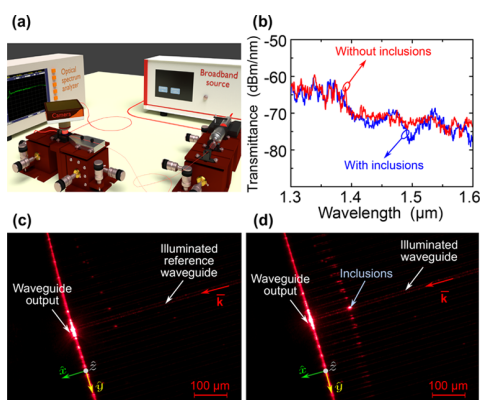 (a)
Optical
spectrum
analyzer
Camera
Broadband
source
(b)
Transmittance (dBm/nm)
-50
-60
-70
-80
Without inclusions
With inclusions
1.3
1.4
1.5
1.6
Wavelength (μm)
(c)
Illuminated
reference
waveguide
Waveguide
output
k
x̂
ŷ
100 μm
(d)
Illuminated
waveguide
Inclusions
Waveguide
output
k
x̂
ŷ
100 μm